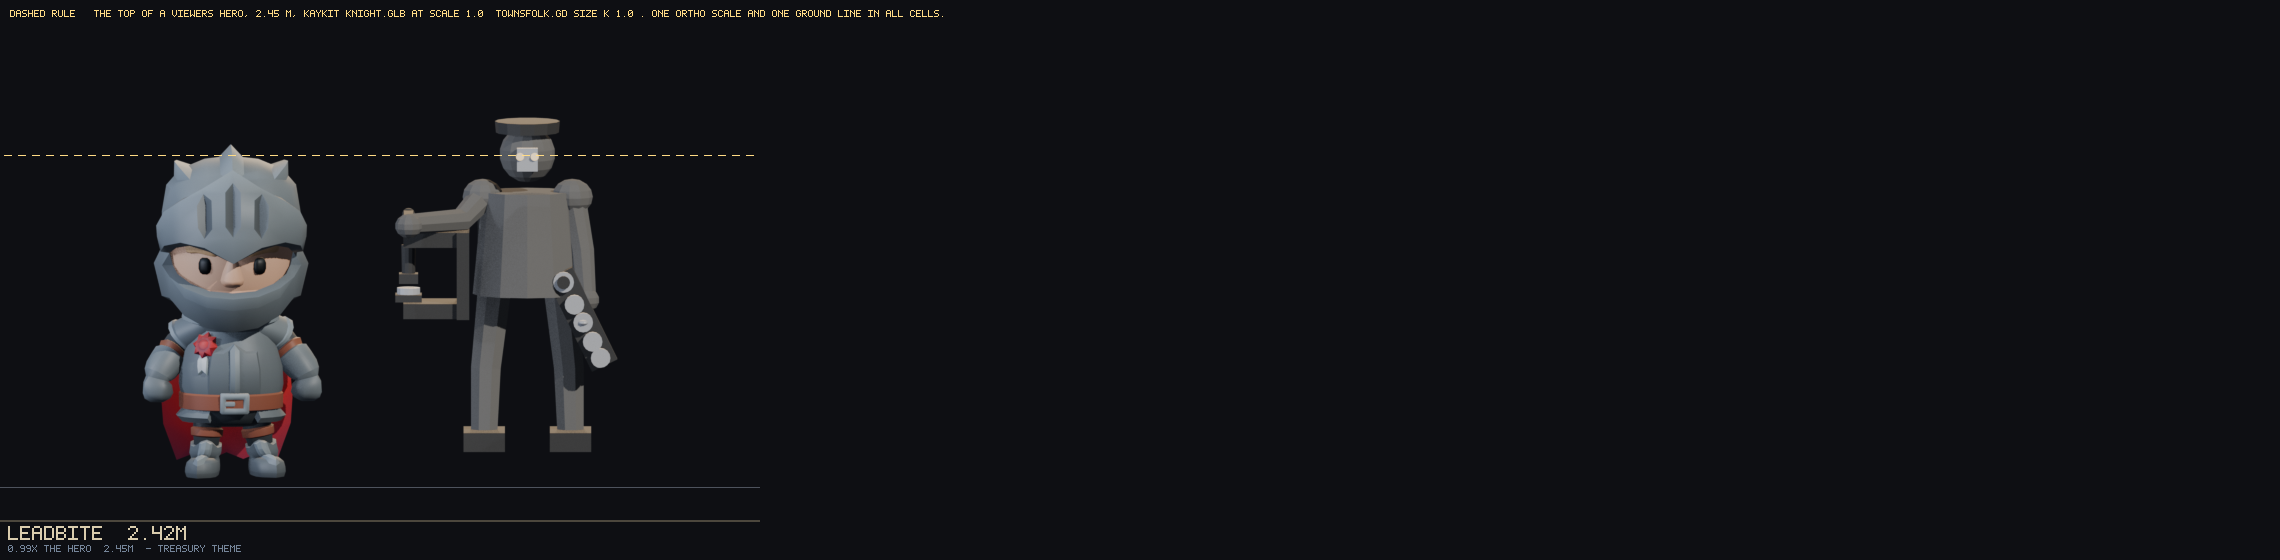 DASHED RULE   THE TOP OF A VIEWERS HERO, 2.45 M, KAYKIT KNIGHT.GLB AT SCALE 1.0  TOWNSFOLK.GD SIZE K 1.0 . ONE ORTHO SCALE AND ONE GROUND LINE IN ALL CELLS.
LEADBITE  2.42M
0.99X THE HERO  2.45M  – TREASURY THEME